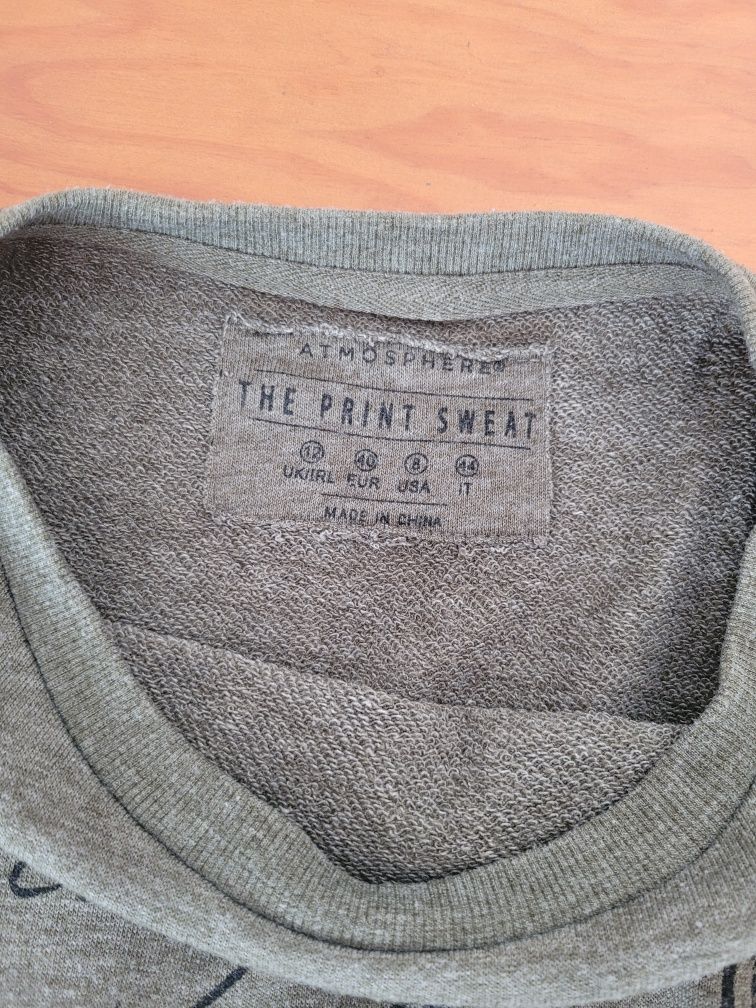 ATMOSPHERE®
THE PRINT SWEAT
12 40 8 44
UK/IRL EUR USA IT
MADE IN CHINA